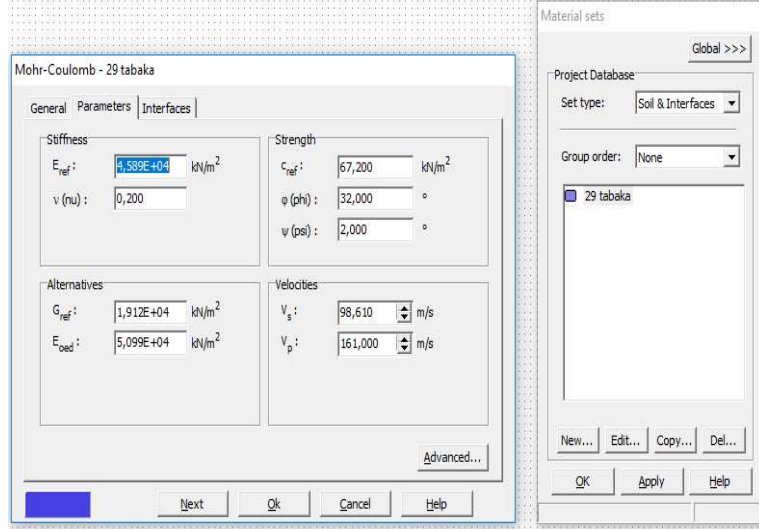 Mohr-Coulomb - 29 tabaka
General Parameters Interfaces
Stiffness
E_ref : 4,589E+04 kN/m²
ν (nu) : 0,200
Strength
c_ref : 67,200 kN/m²
φ (phi) : 32,000 °
ψ (psi) : 2,000 °
Alternatives
G_ref : 1,912E+04 kN/m²
E_oed : 5,099E+04 kN/m²
Velocities
V_s : 98,610 m/s
V_p : 161,000 m/s
Advanced...
Next Ok Cancel Help
Material sets
Global >>>
Project Database
Set type: Soil & Interfaces
Group order: None
29 tabaka
New... Edit... Copy... Del...
OK Apply Help